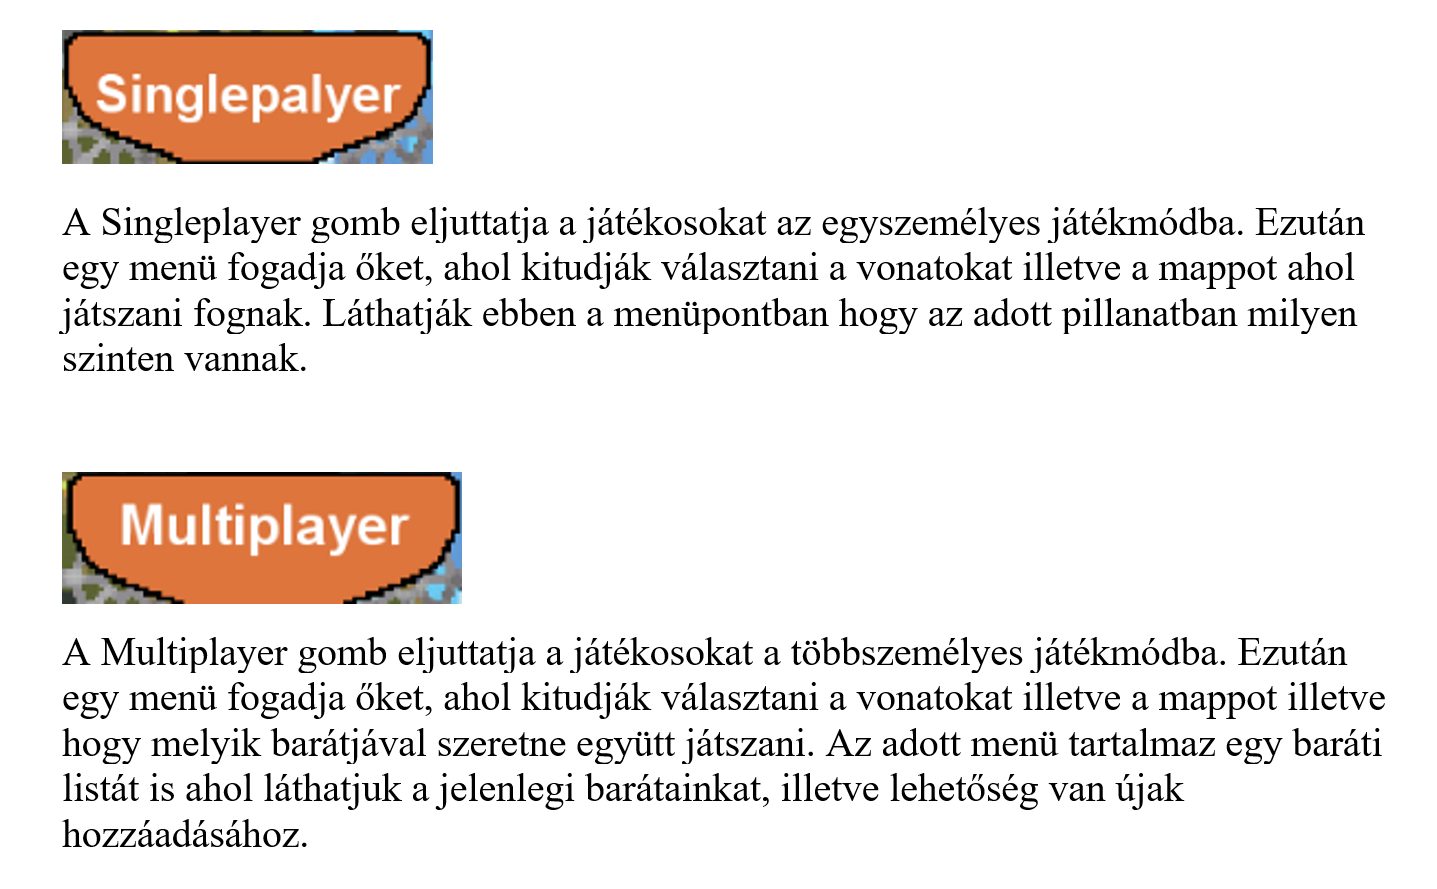 Singlepalyer
A Singleplayer gomb eljuttatja a játékosokat az egyszemélyes játékmódba. Ezután
egy menü fogadja őket, ahol kitudják választani a vonatokat illetve a mappot ahol
játszani fognak. Láthatják ebben a menüpontban hogy az adott pillanatban milyen
szinten vannak.
Multiplayer
A Multiplayer gomb eljuttatja a játékosokat a többszemélyes játékmódba. Ezután
egy menü fogadja őket, ahol kitudják választani a vonatokat illetve a mappot illetve
hogy melyik barátjával szeretne együtt játszani. Az adott menü tartalmaz egy baráti
listát is ahol láthatjuk a jelenlegi barátainkat, illetve lehetőség van újak
hozzáadásához.